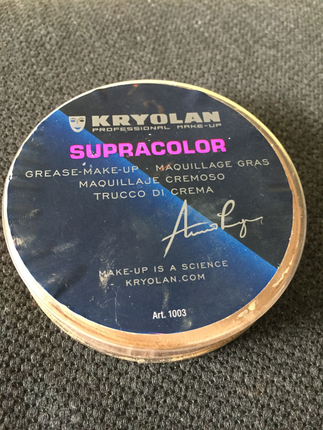 KRYOLAN
PROFESSIONAL MAKE-UP
SUPRACOLOR
GREASE-MAKE-UP · MAQUILLAGE GRAS
MAQUILLAJE CREMOSO
TRUCCO DI CREMA
MAKE-UP IS A SCIENCE
KRYOLAN.COM
Art. 1003